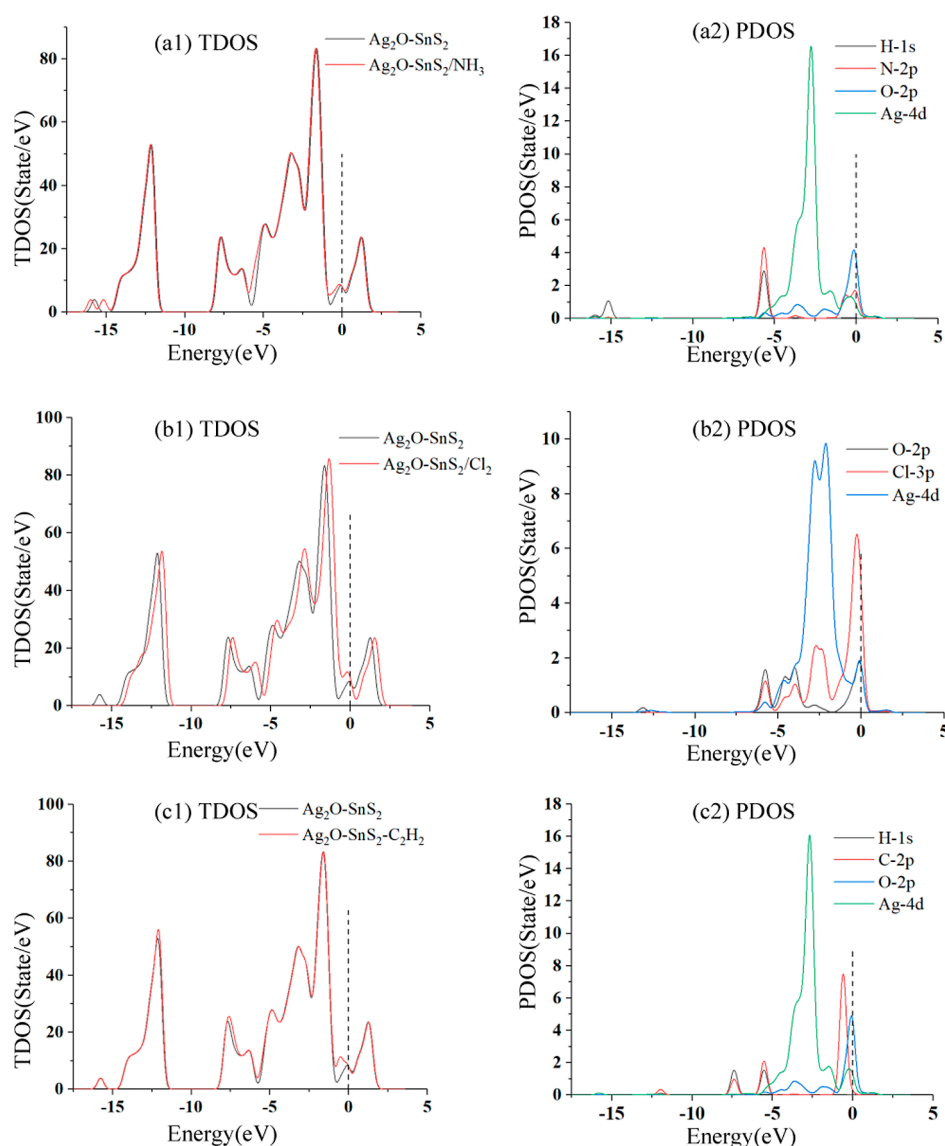 (a1) TDOS
Ag₂O-SnS₂
Ag₂O-SnS₂/NH₃
TDOS(State/eV)
80
60
40
20
0
-15
-10
-5
0
5
Energy(eV)
(a2) PDOS
H-1s
N-2p
O-2p
Ag-4d
PDOS(State/eV)
18
16
14
12
10
8
6
4
2
0
-15
-10
-5
0
5
Energy(eV)
(b1) TDOS
Ag₂O-SnS₂
Ag₂O-SnS₂/Cl₂
TDOS(State/eV)
100
80
60
40
20
0
-15
-10
-5
0
5
Energy(eV)
(b2) PDOS
O-2p
Cl-3p
Ag-4d
PDOS(State/eV)
10
8
6
4
2
0
-15
-10
-5
0
5
Energy(eV)
(c1) TDOS
Ag₂O-SnS₂
Ag₂O-SnS₂-C₂H₂
TDOS(State/eV)
100
80
60
40
20
0
-15
-10
-5
0
5
Energy(eV)
(c2) PDOS
H-1s
C-2p
O-2p
Ag-4d
PDOS(State/eV)
18
16
14
12
10
8
6
4
2
0
-15
-10
-5
0
5
Energy(eV)